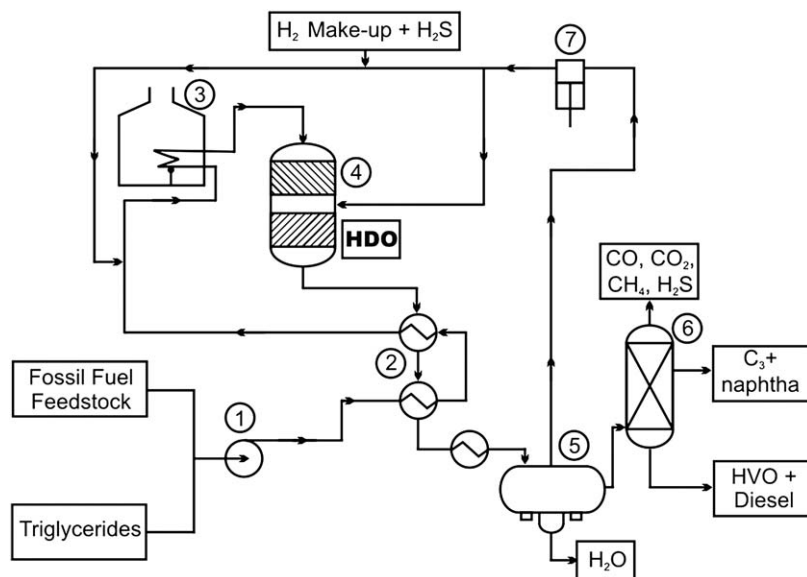 H₂ Make-up + H₂S
7
3
4
HDO
CO, CO₂,
CH₄, H₂S
6
C₃+
naphtha
2
Fossil Fuel
Feedstock
1
5
HVO +
Diesel
Triglycerides
H₂O